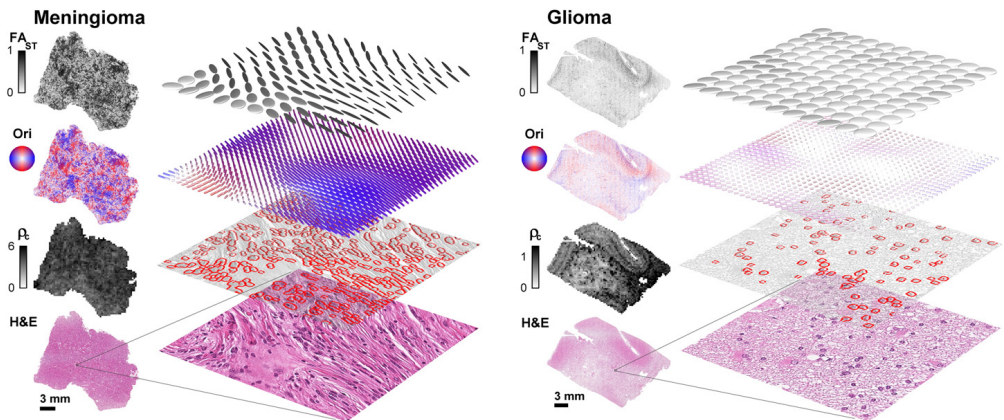 Meningioma
FA ST
1
0
Ori
ρc
6
0
H&E
3 mm
Glioma
FA ST
1
0
Ori
ρc
1
0
H&E
3 mm